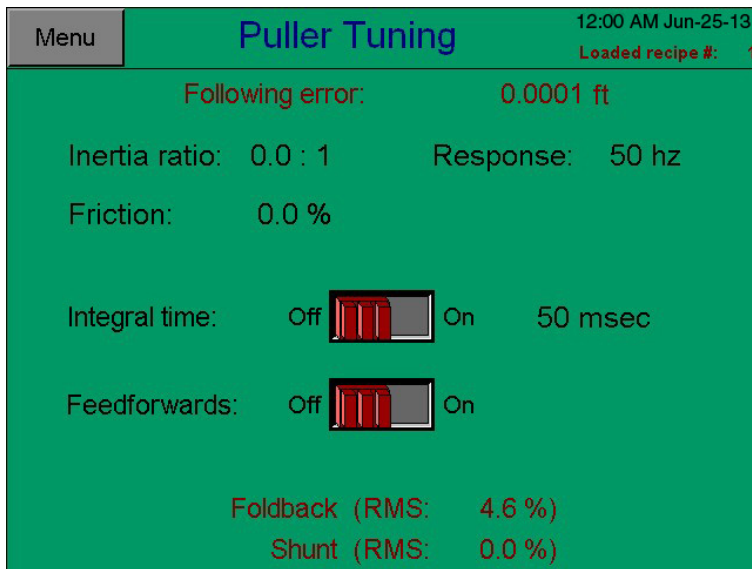 Menu
Puller Tuning
12:00 AM Jun-25-13
Loaded recipe #: 1
Following error: 0.0001 ft
Inertia ratio: 0.0 : 1 Response: 50 hz
Friction: 0.0 %
Integral time: Off On 50 msec
Feedforwards: Off On
Foldback (RMS: 4.6 %)
Shunt (RMS: 0.0 %)